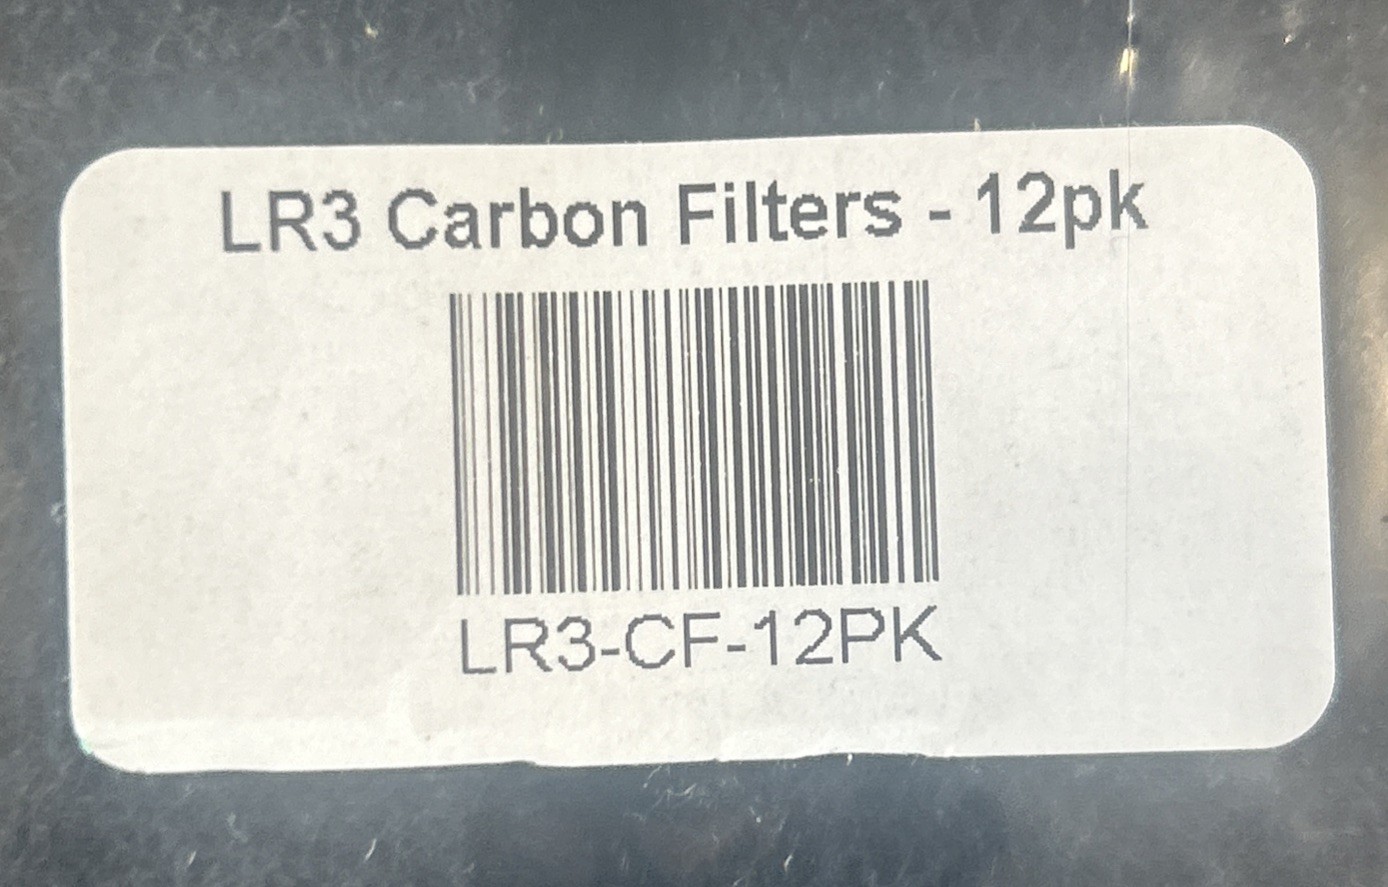 LR3 Carbon Filters - 12pk
LR3-CF-12PK